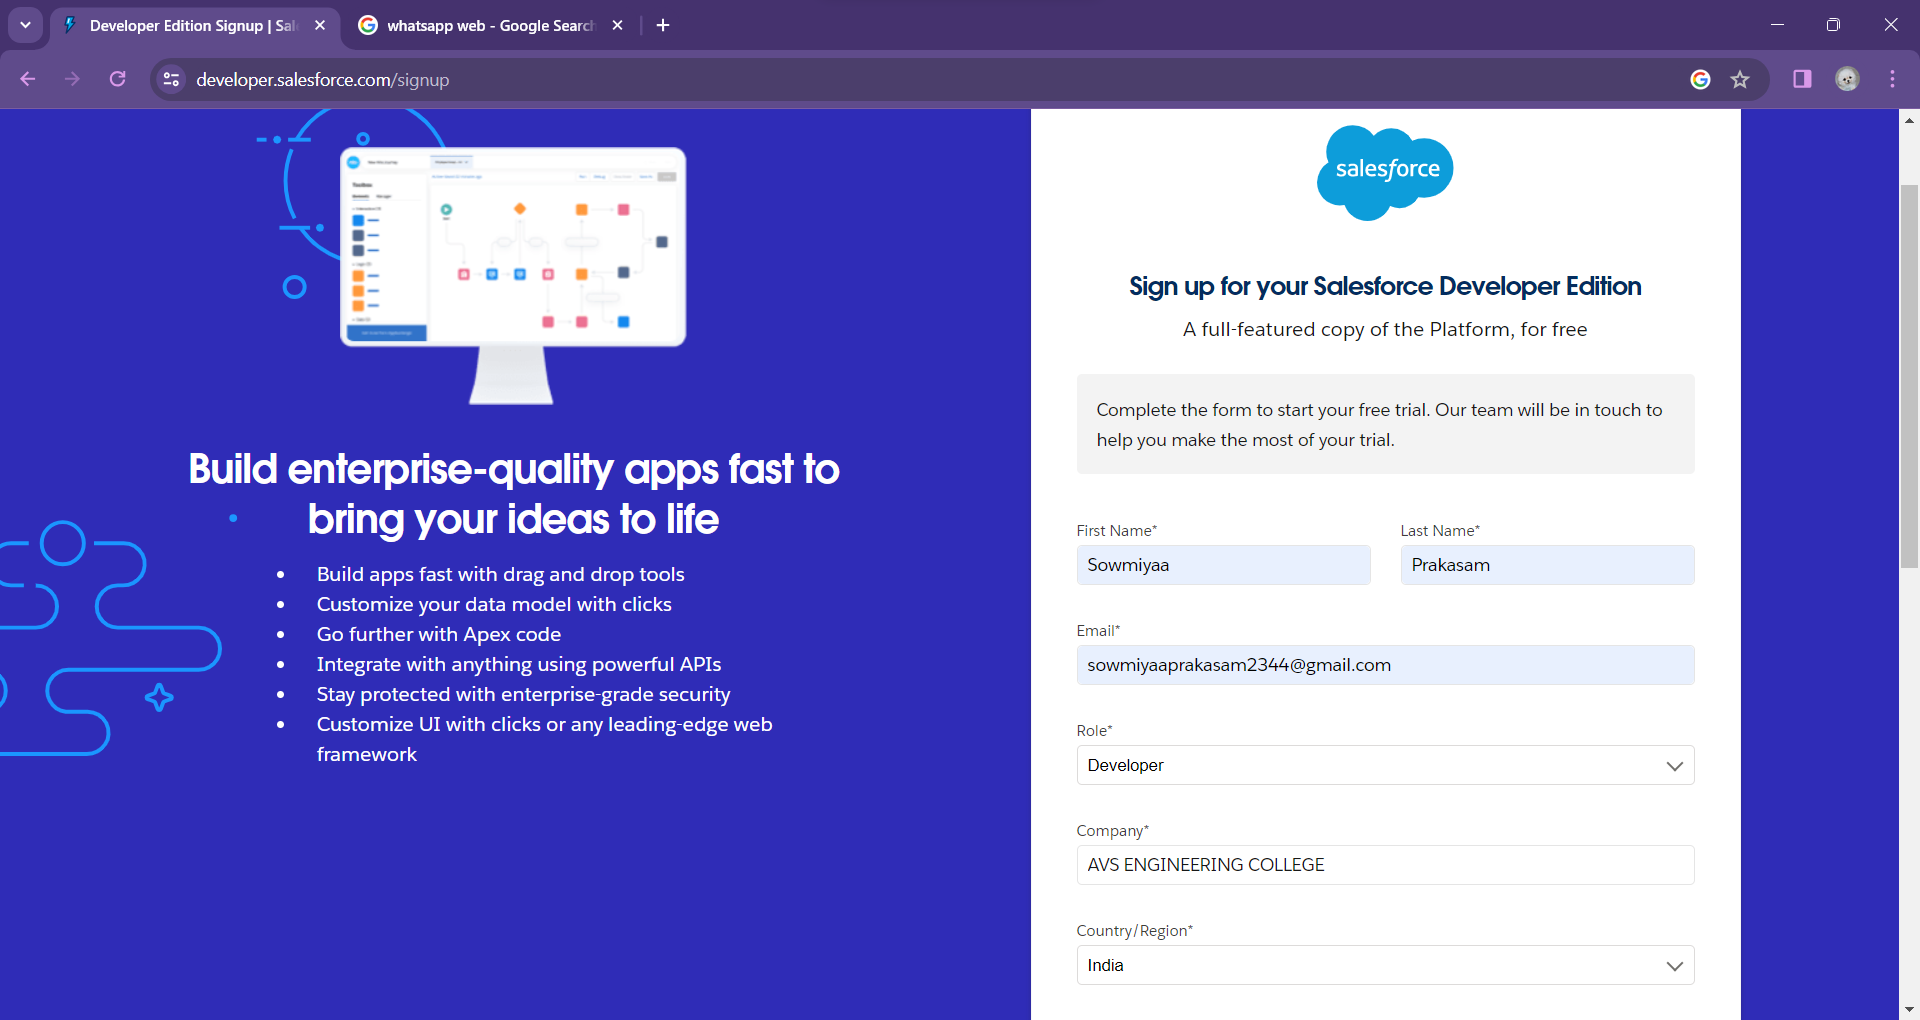 Developer Edition Signup | Sal
whatsapp web - Google Search
developer.salesforce.com/signup
salesforce
Sign up for your Salesforce Developer Edition
A full-featured copy of the Platform, for free
Complete the form to start your free trial. Our team will be in touch to
help you make the most of your trial.
Build enterprise-quality apps fast to
bring your ideas to life
• Build apps fast with drag and drop tools
• Customize your data model with clicks
• Go further with Apex code
• Integrate with anything using powerful APIs
• Stay protected with enterprise-grade security
• Customize UI with clicks or any leading-edge web
framework
First Name* Last Name*
Sowmiyaa Prakasam
Email*
sowmiyaaprakasam2344@gmail.com
Role*
Developer
Company*
AVS ENGINEERING COLLEGE
Country/Region*
India